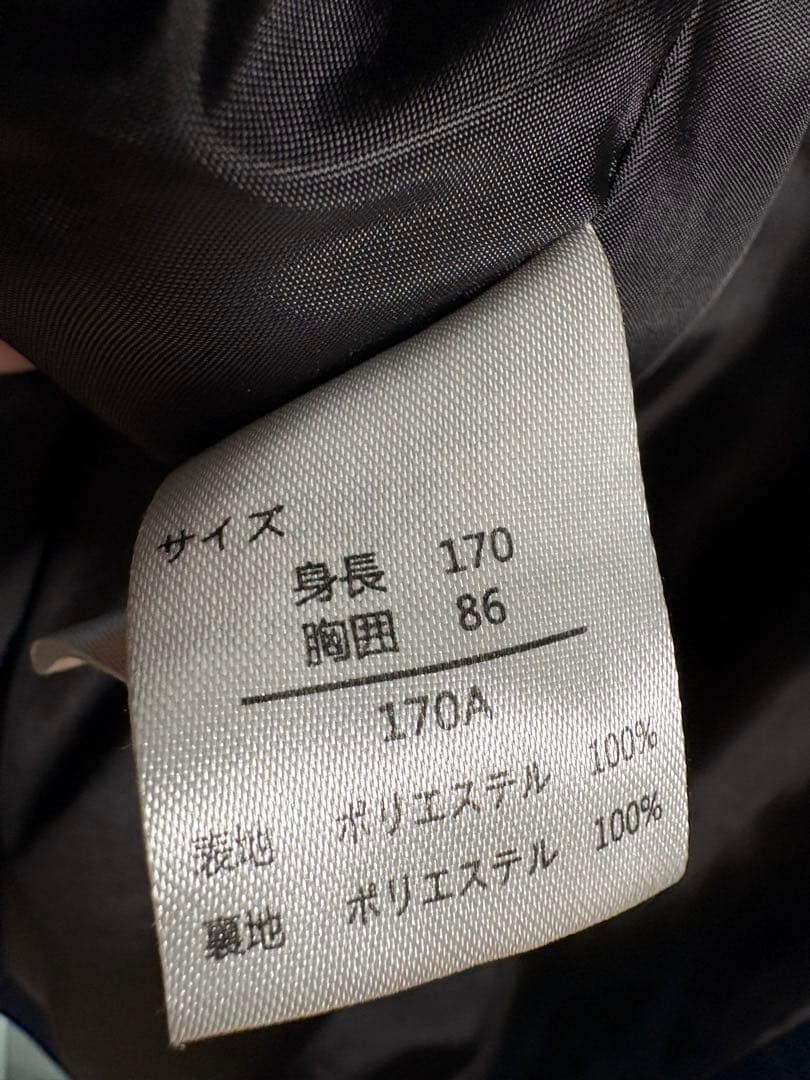 サイズ
身長 170
胸囲 86
170A
表地 ポリエステル 100%
裏地 ポリエステル 100%